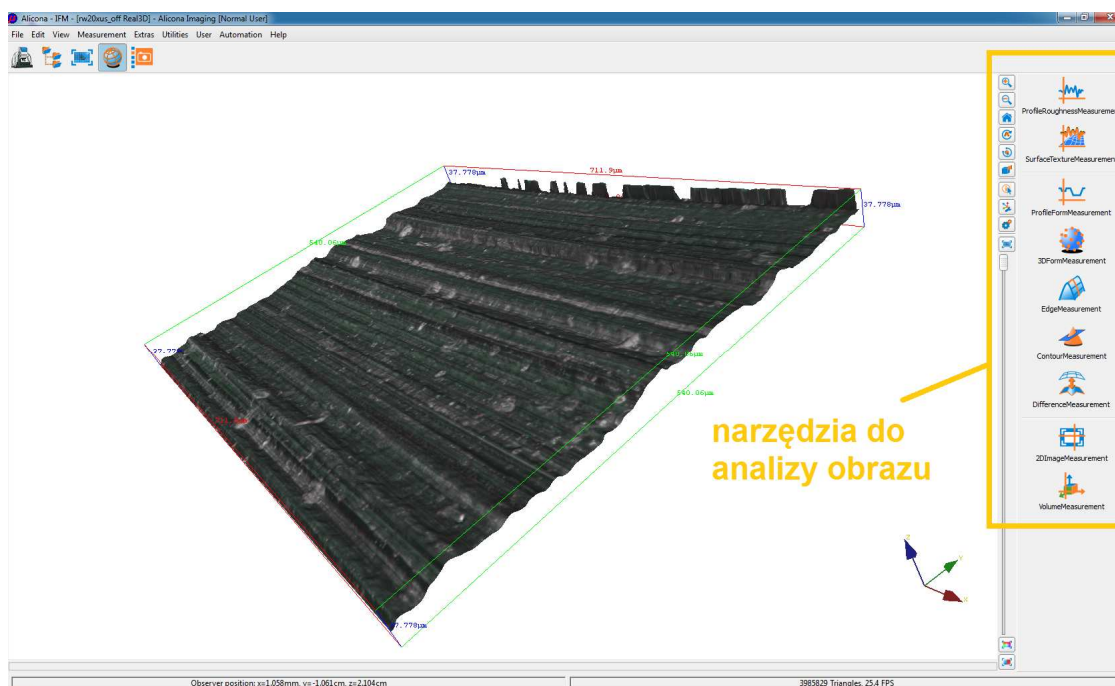 Alicona - IFM - [rw20xus_off Real3D] - Alicona Imaging [Normal User]
File Edit View Measurement Extras Utilities User Automation Help
ProfileRoughnessMeasuremen
SurfaceTextureMeasurement
ProfileFormMeasurement
3DFormMeasurement
EdgeMeasurement
ContourMeasurement
DifferenceMeasurement
2DImageMeasurement
VolumeMeasurement
37.778µm
711.9µm
37.778µm
540.06µm
540.06µm
540.06µm
37.778µm
narzędzia do
analizy obrazu
Z
Y
X
Observer position: x=1.058mm, y=-1.061cm, z=2.104cm
3985829 Triangles, 25.4 FPS